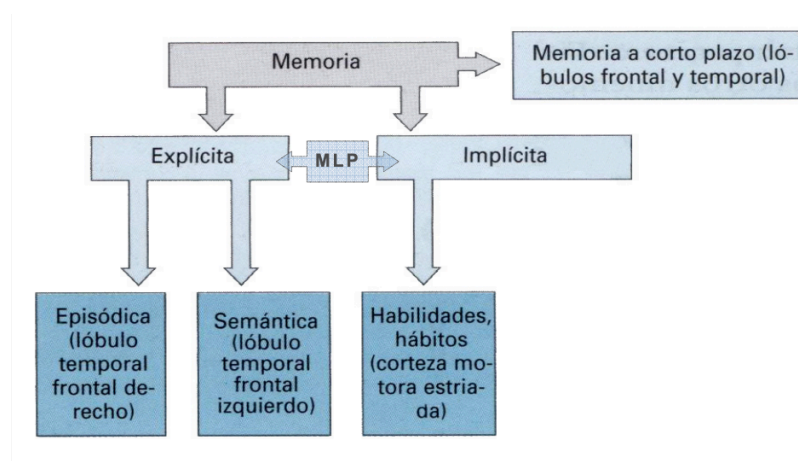 Memoria
Memoria a corto plazo (ló-
bulos frontal y temporal)
Explícita
MLP
Implícita
Episódica
(lóbulo
temporal
frontal de-
recho)
Semántica
(lóbulo
temporal
frontal
izquierdo)
Habilidades,
hábitos
(corteza mo-
tora estria-
da)